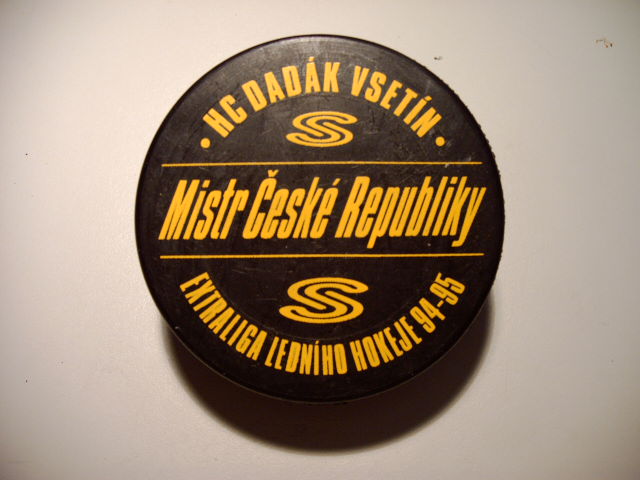 • HC DADÁK VSETÍN •
S
Mistr České Republiky
S
EXTRALIGA LEDNÍHO HOKEJE 94-95